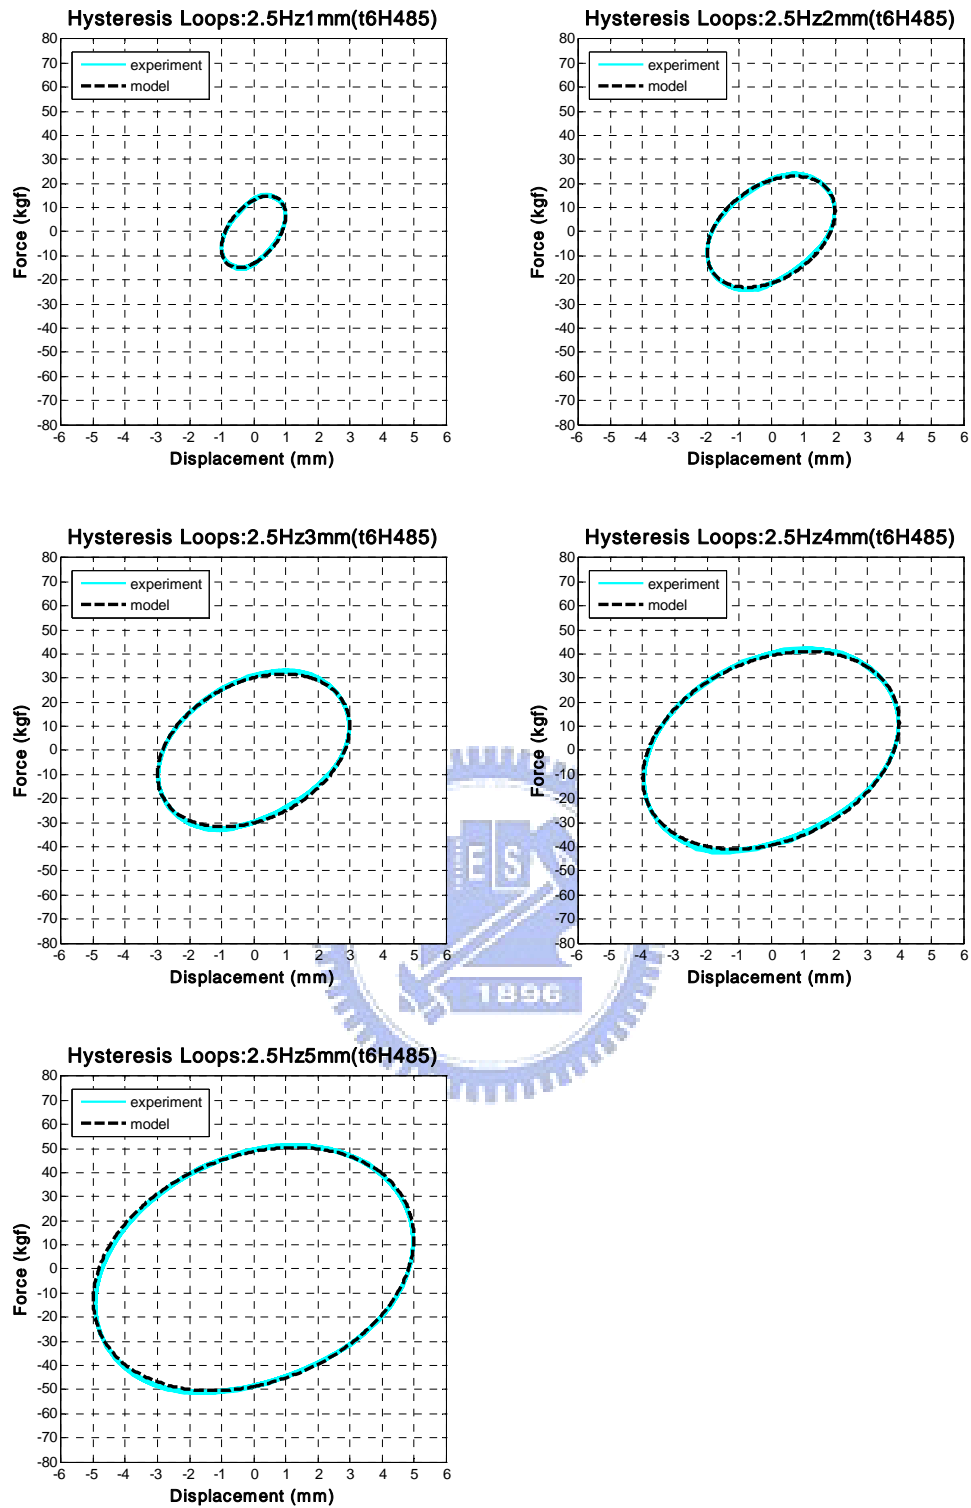 Hysteresis Loops:2.5Hz1mm(t6H485)
80
70
60
50
40
30
20
10
0
-10
-20
-30
-40
-50
-60
-70
-80
Force (kgf)
experiment
model
-6 -5 -4 -3 -2 -1 0 1 2 3 4 5 6
Displacement (mm)
Hysteresis Loops:2.5Hz2mm(t6H485)
80
70
60
50
40
30
20
10
0
-10
-20
-30
-40
-50
-60
-70
-80
Force (kgf)
experiment
model
-6 -5 -4 -3 -2 -1 0 1 2 3 4 5 6
Displacement (mm)
Hysteresis Loops:2.5Hz3mm(t6H485)
80
70
60
50
40
30
20
10
0
-10
-20
-30
-40
-50
-60
-70
-80
Force (kgf)
experiment
model
-6 -5 -4 -3 -2 -1 0 1 2 3 4 5 6
Displacement (mm)
Hysteresis Loops:2.5Hz4mm(t6H485)
80
70
60
50
40
30
20
10
0
-10
-20
-30
-40
-50
-60
-70
-80
Force (kgf)
experiment
model
-6 -5 -4 -3 -2 -1 0 1 2 3 4 5 6
Displacement (mm)
ES
1896
Hysteresis Loops:2.5Hz5mm(t6H485)
80
70
60
50
40
30
20
10
0
-10
-20
-30
-40
-50
-60
-70
-80
Force (kgf)
experiment
model
-6 -5 -4 -3 -2 -1 0 1 2 3 4 5 6
Displacement (mm)